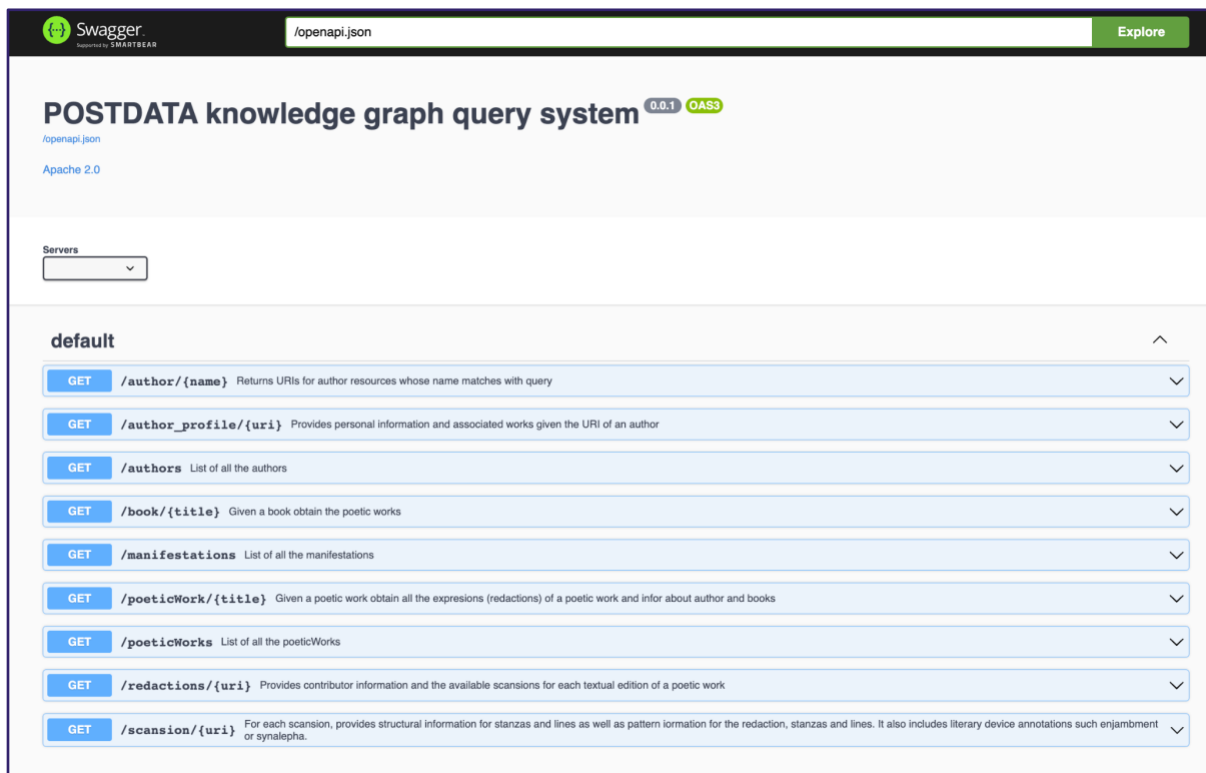 Swagger.
Supported by SMARTBEAR
/openapi.json
Explore
POSTDATA knowledge graph query system 0.0.1 OAS3
/openapi.json
Apache 2.0
Servers
default
GET /author/{name} Returns URIs for author resources whose name matches with query
GET /author_profile/{uri} Provides personal information and associated works given the URI of an author
GET /authors List of all the authors
GET /book/{title} Given a book obtain the poetic works
GET /manifestations List of all the manifestations
GET /poeticWork/{title} Given a poetic work obtain all the expresions (redactions) of a poetic work and infor about author and books
GET /poeticWorks List of all the poeticWorks
GET /redactions/{uri} Provides contributor information and the available scansions for each textual edition of a poetic work
GET /scansion/{uri} For each scansion, provides structural information for stanzas and lines as well as pattern iormation for the redaction, stanzas and lines. It also includes literary device annotations such enjambment
or synalepha.